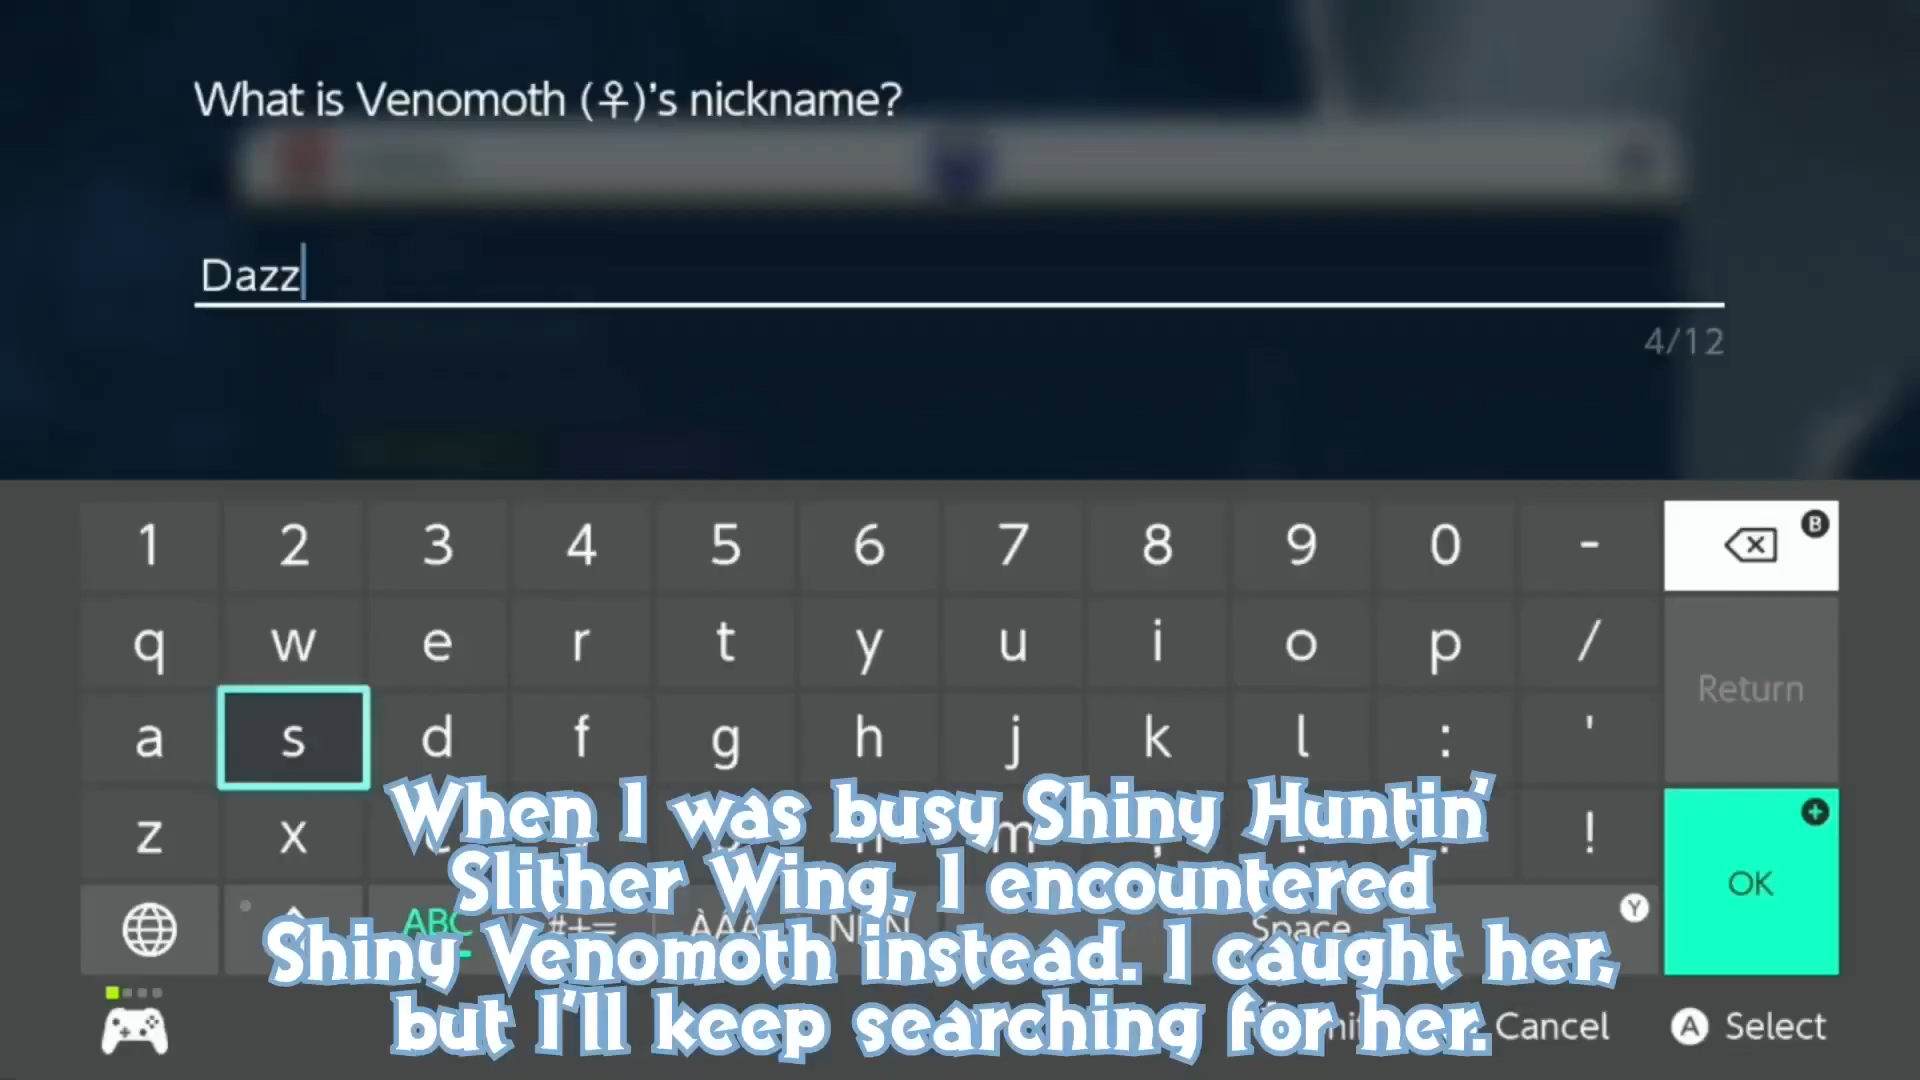 What is Venomoth (♀)'s nickname?
Dazz
4/12
1 2 3 4 5 6 7 8 9 0 - B
q w e r t y u i o p /
Return
a s d f g h j k l : '
z x m ! +
OK
When I was busy Shiny Huntin'
Slither Wing, I encountered
Shiny Venomoth instead. I caught her,
but I'll keep searching for her.
ABC #+= Space Y
Cancel A Select